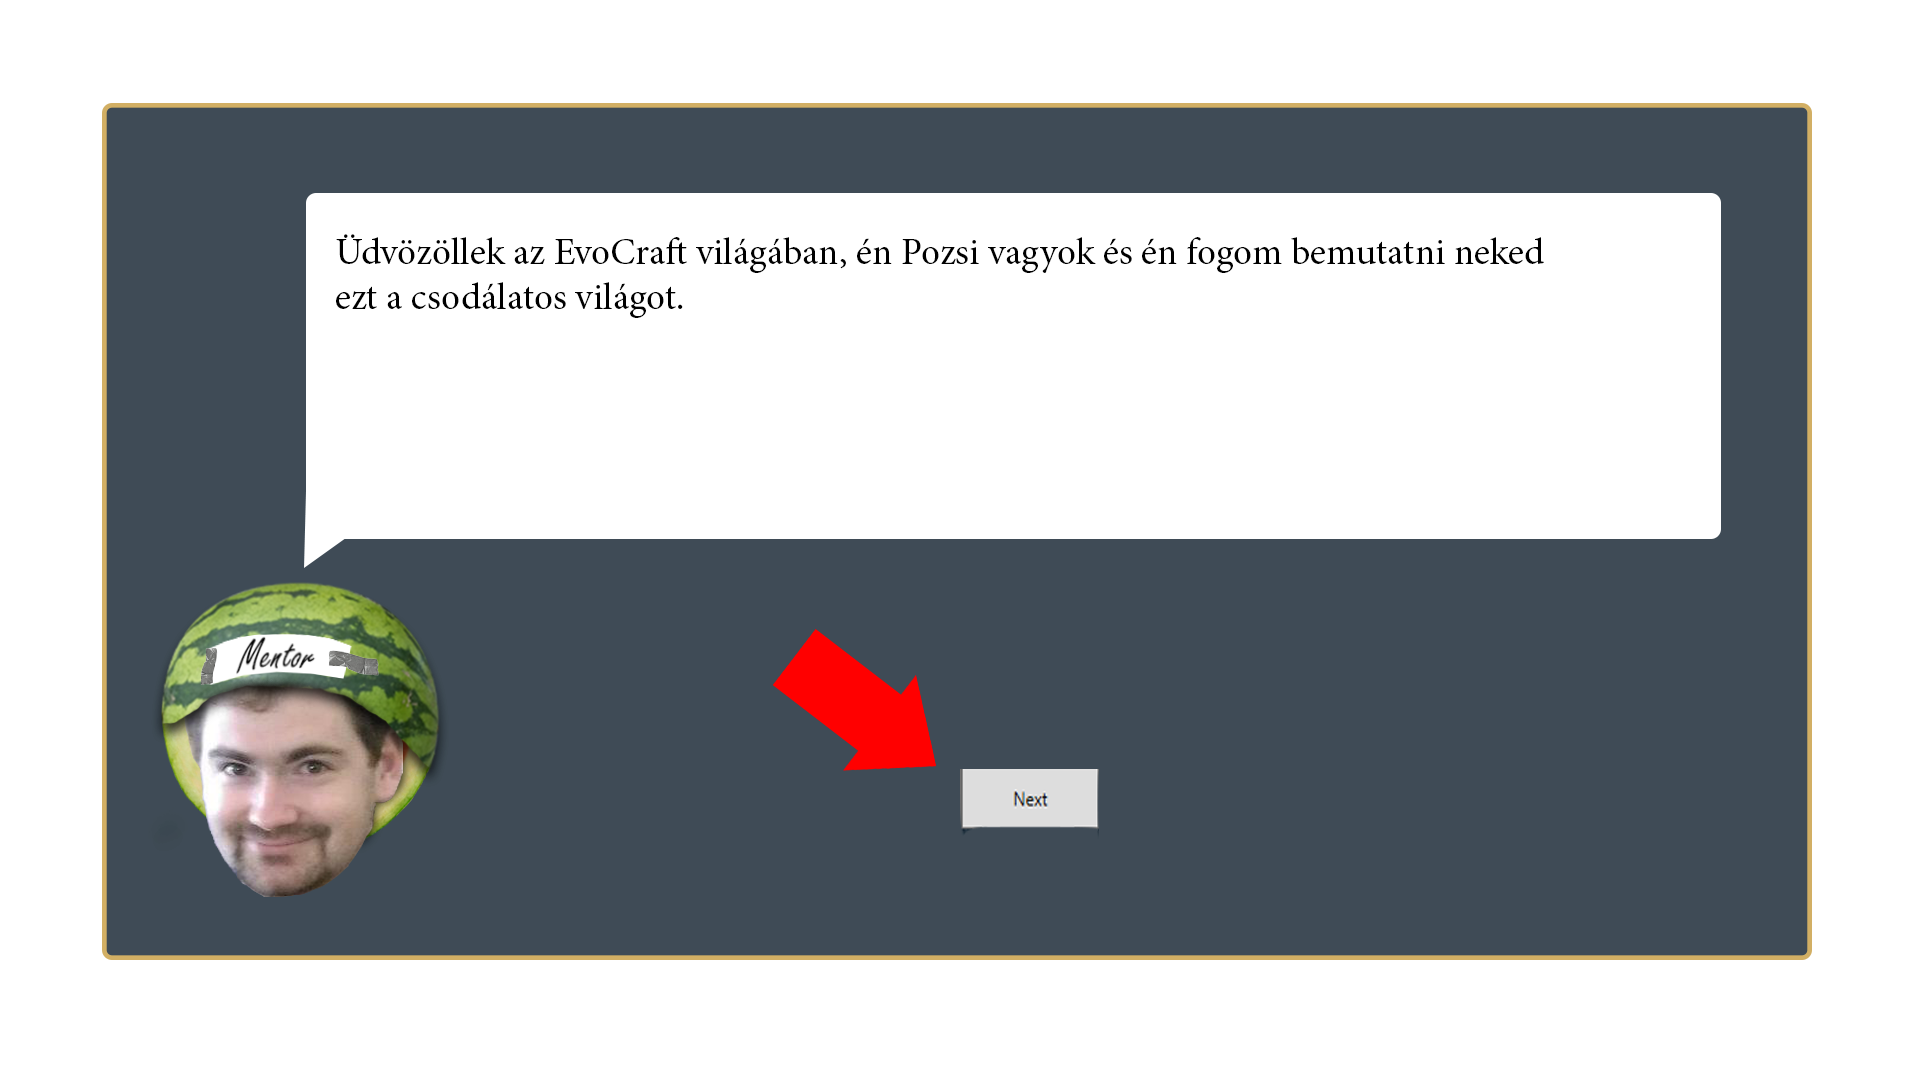 Üdvözöllek az EvoCraft világában, én Pozsi vagyok és én fogom bemutatni neked
ezt a csodálatos világot.
Mentor
Next